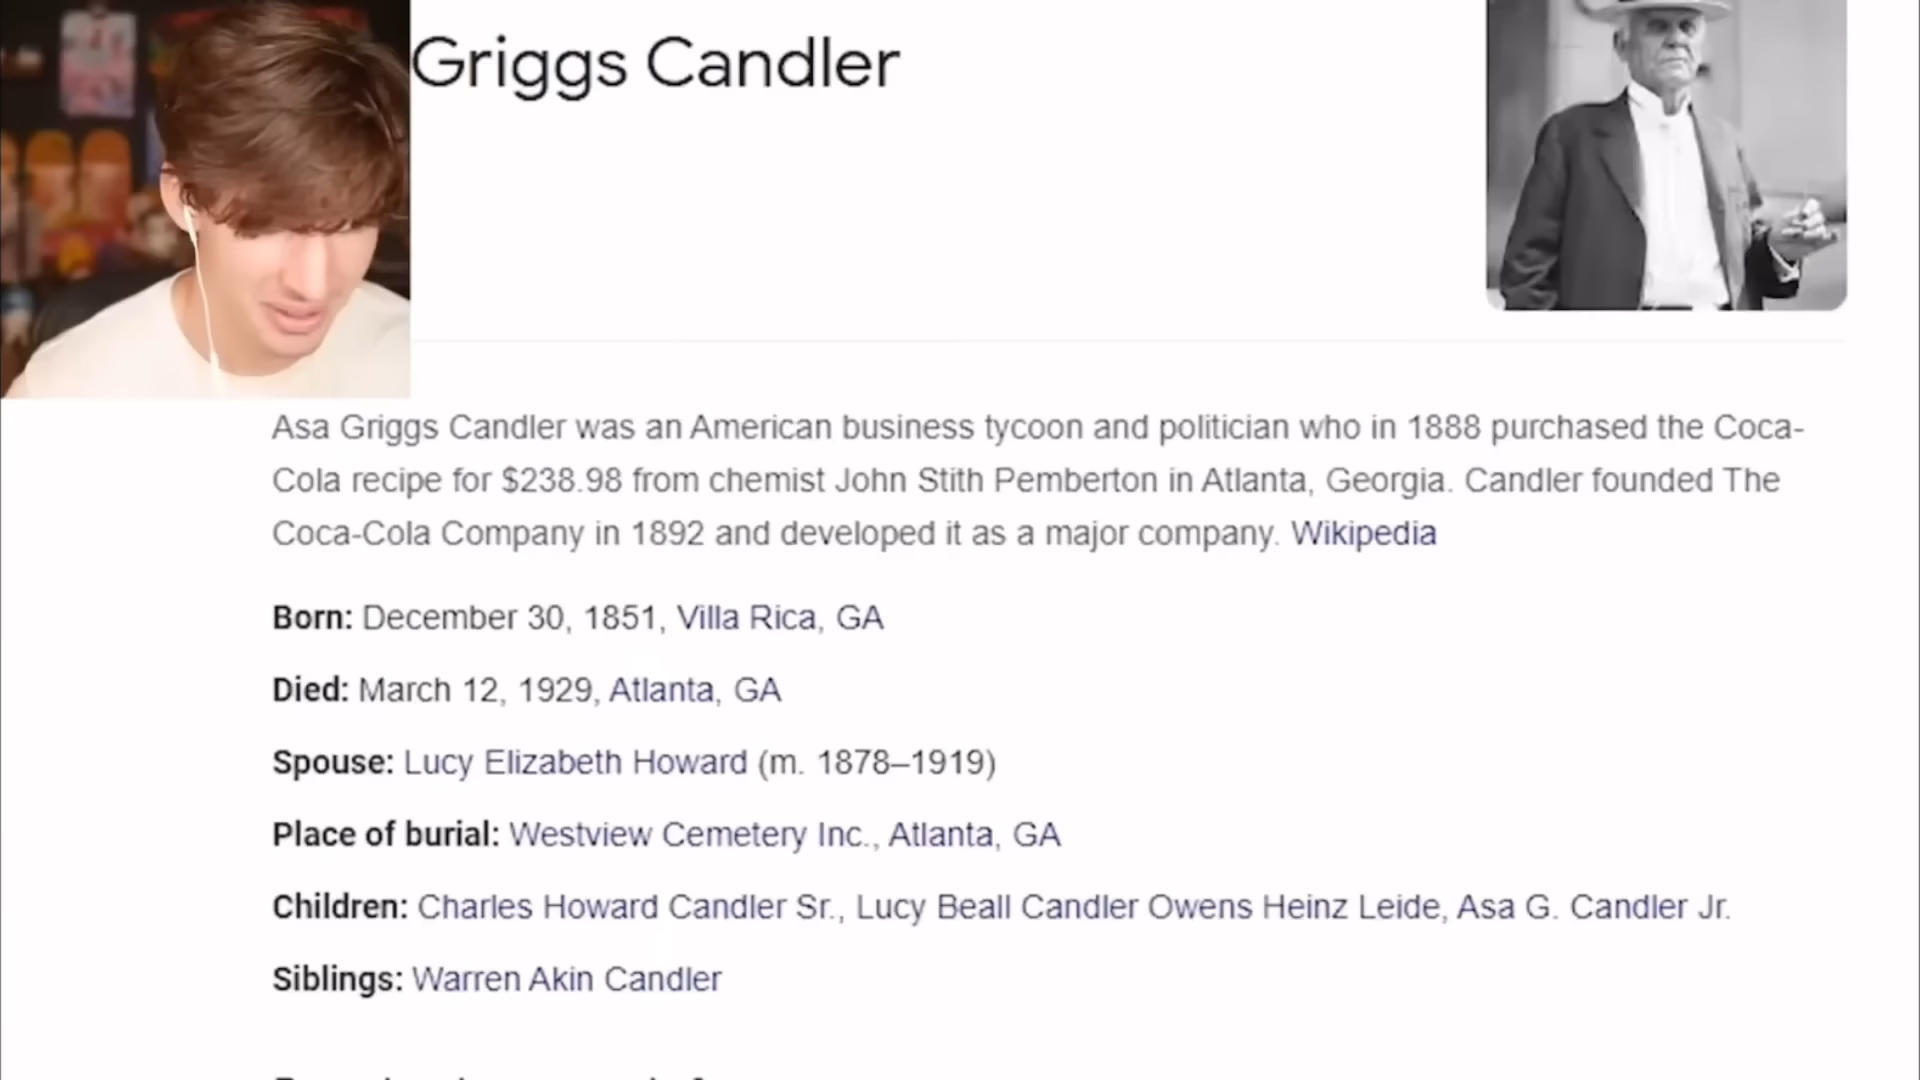 Griggs Candler
Asa Griggs Candler was an American business tycoon and politician who in 1888 purchased the Coca-
Cola recipe for $238.98 from chemist John Stith Pemberton in Atlanta, Georgia. Candler founded The
Coca-Cola Company in 1892 and developed it as a major company. Wikipedia
Born: December 30, 1851, Villa Rica, GA
Died: March 12, 1929, Atlanta, GA
Spouse: Lucy Elizabeth Howard (m. 1878–1919)
Place of burial: Westview Cemetery Inc., Atlanta, GA
Children: Charles Howard Candler Sr., Lucy Beall Candler Owens Heinz Leide, Asa G. Candler Jr.
Siblings: Warren Akin Candler